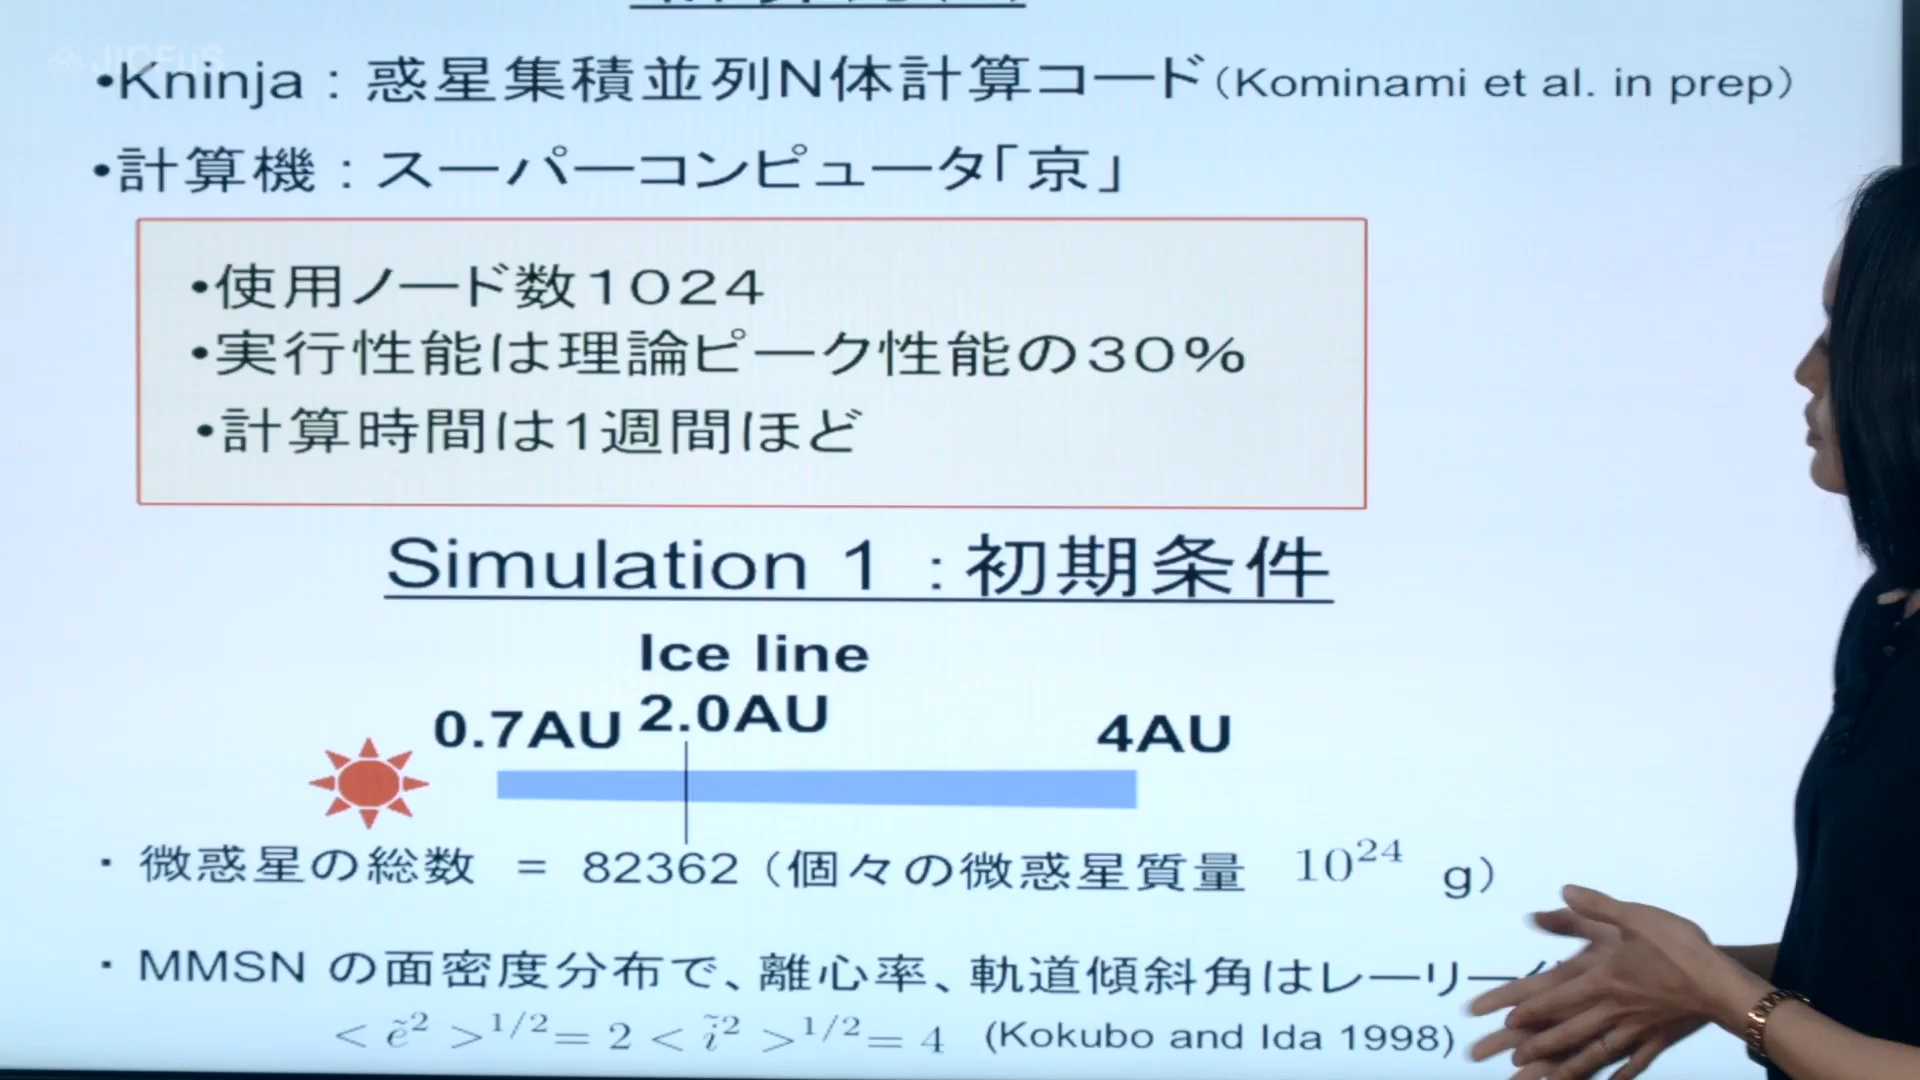 JICFuS
•Kninja：惑星集積並列N体計算コード（Kominami et al. in prep）
•計算機：スーパーコンピュータ「京」
•使用ノード数1024
•実行性能は理論ピーク性能の30%
•計算時間は1週間ほど
Simulation 1 ：初期条件
Ice line
0.7AU 2.0AU 4AU
・ 微惑星の総数 = 82362（個々の微惑星質量 10^24 g）
・ MMSN の面密度分布で、離心率、軌道傾斜角はレーリー
< ẽ² >^1/2 = 2 < ĩ² >^1/2 = 4 (Kokubo and Ida 1998)